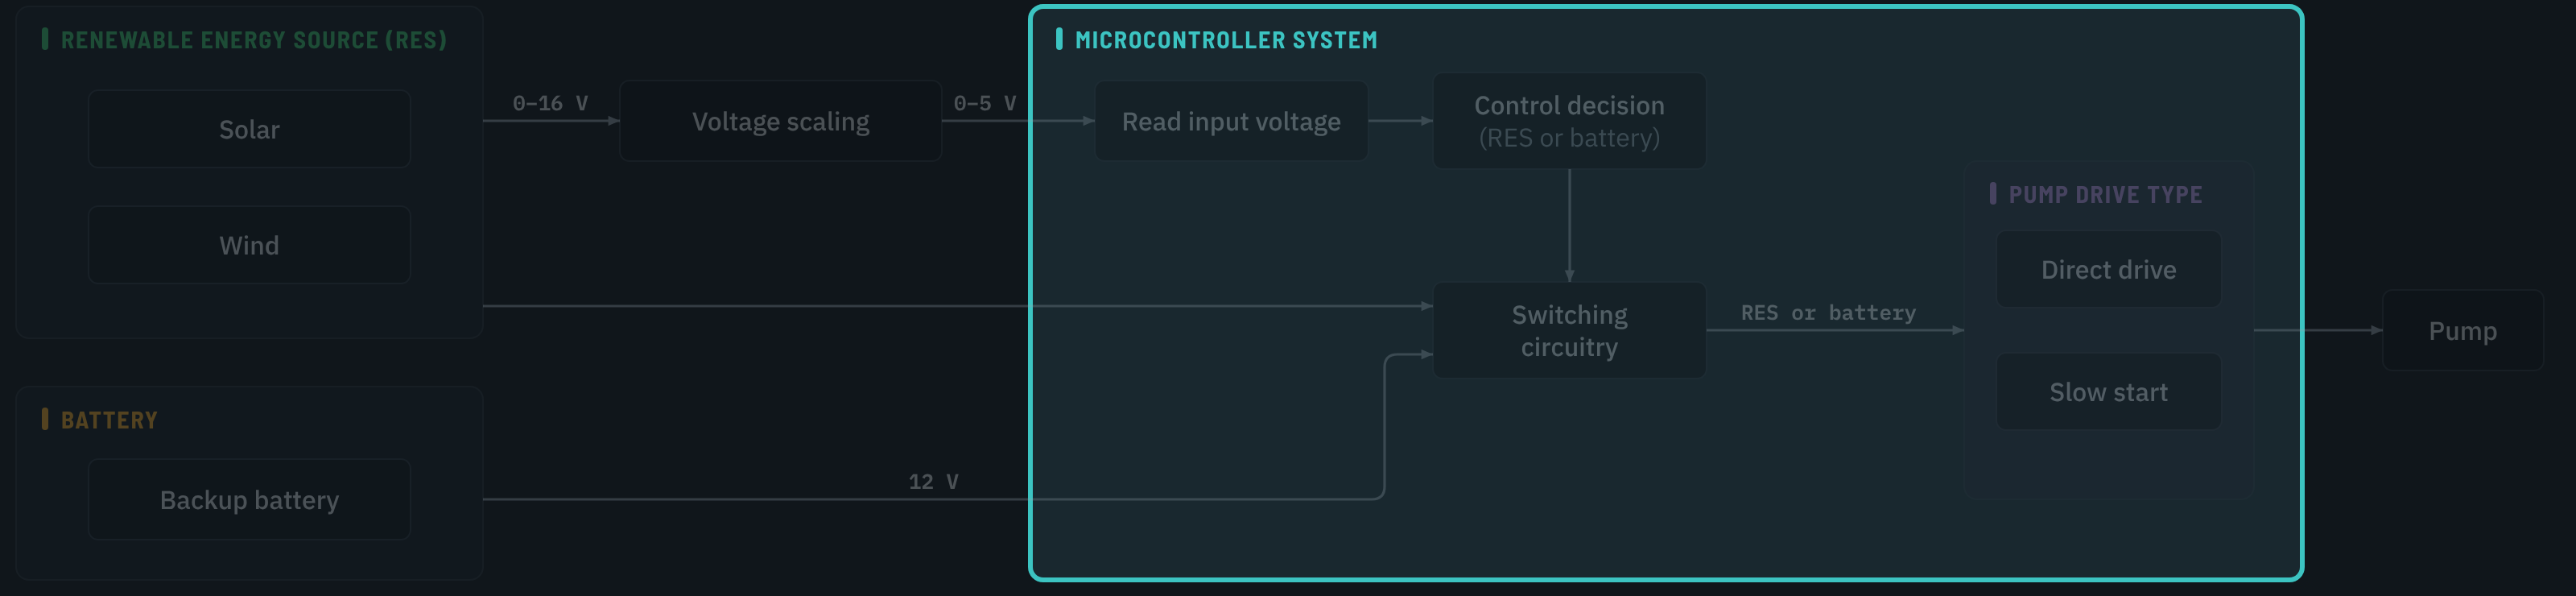 RENEWABLE ENERGY SOURCE (RES)
Solar
Wind
BATTERY
Backup battery
0–16 V
Voltage scaling
0–5 V
12 V
MICROCONTROLLER SYSTEM
Read input voltage
Control decision
(RES or battery)
Switching
circuitry
RES or battery
PUMP DRIVE TYPE
Direct drive
Slow start
Pump